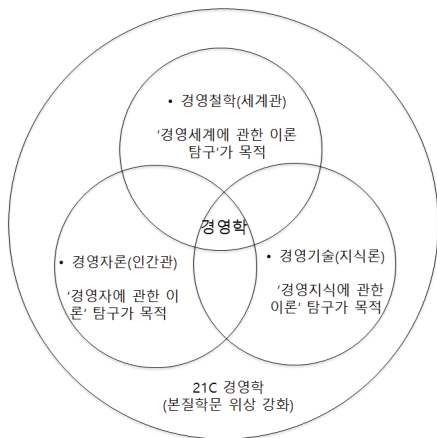 • 경영철학(세계관)
'경영세계에 관한 이론
탐구'가 목적
경영학
• 경영자론(인간관)
'경영자에 관한 이
론' 탐구가 목적
• 경영기술(지식론)
'경영지식에 관한
이론' 탐구가 목적
21C 경영학
(본질학문 위상 강화)